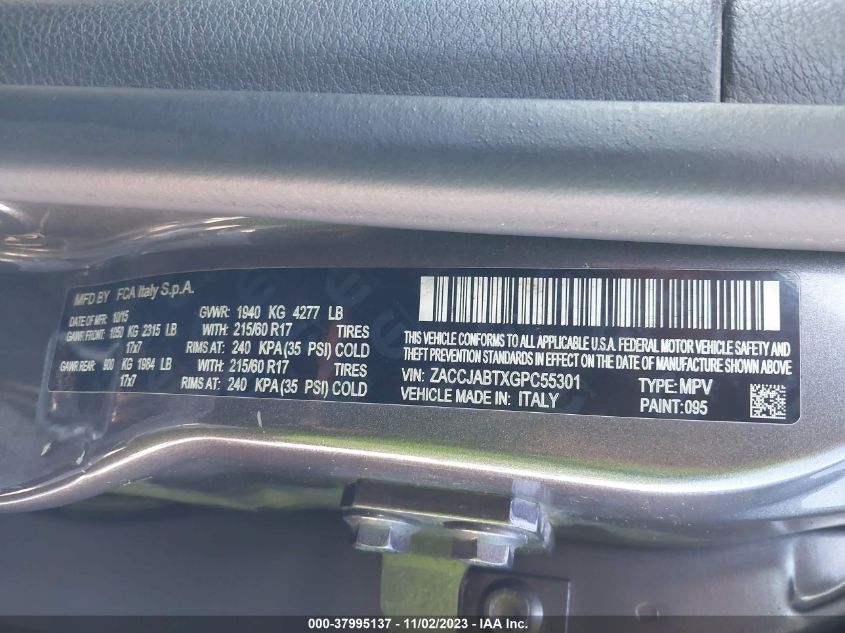 MFD BY FCA Italy S.p.A.
DATE OF MFR: 10/15
GVWR: 1940 KG 4277 LB
GAWR FRONT: 1050 KG 2315 LB
WITH: 215/60 R17 TIRES
17x7
RIMS AT: 240 KPA(35 PSI) COLD
GAWR REAR: 900 KG 1984 LB
WITH: 215/60 R17 TIRES
17x7
RIMS AT: 240 KPA(35 PSI) COLD
THIS VEHICLE CONFORMS TO ALL APPLICABLE U.S.A. FEDERAL MOTOR VEHICLE SAFETY AND
THEFT PREVENTION STANDARDS IN EFFECT ON THE DATE OF MANUFACTURE SHOWN ABOVE
VIN: ZACCJABTXGPC55301
TYPE: MPV
VEHICLE MADE IN: ITALY
PAINT: 095
000-37995137 - 11/02/2023 - IAA Inc.